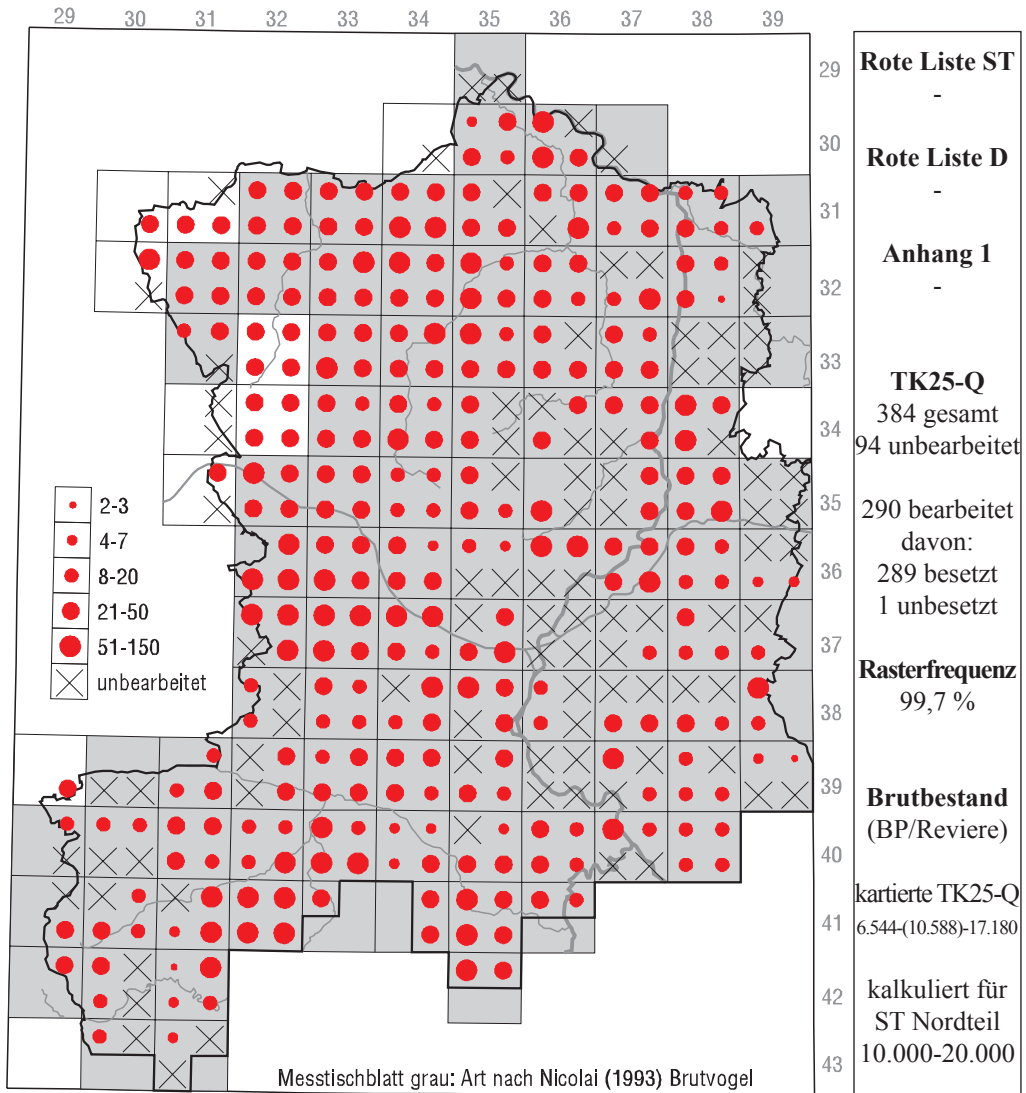 29 30 31 32 33 34 35 36 37 38 39
29
30
31
32
33
34
35
36
37
38
39
40
41
42
43
2-3
4-7
8-20
21-50
51-150
unbearbeitet
Messtischblatt grau: Art nach Nicolai (1993) Brutvogel
Rote Liste ST
-
Rote Liste D
-
Anhang 1
-
TK25-Q
384 gesamt
94 unbearbeitet
290 bearbeitet
davon:
289 besetzt
1 unbesetzt
Rasterfrequenz
99,7 %
Brutbestand
(BP/Reviere)
kartierte TK25-Q
6.544-(10.588)-17.180
kalkuliert für
ST Nordteil
10.000-20.000